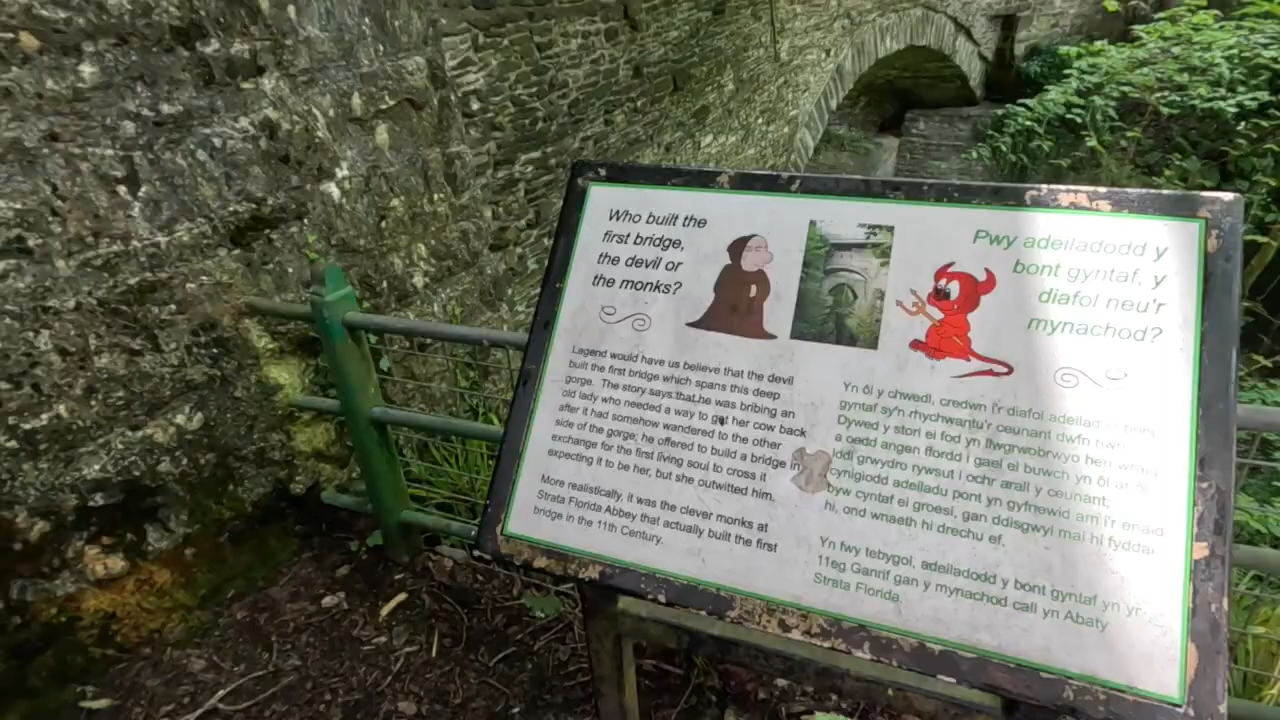 Who built the
first bridge,
the devil or
the monks?
Legend would have us believe that the devil
built the first bridge which spans this deep
gorge. The story says that he was bribing an
old lady who needed a way to get her cow back
after it had somehow wandered to the other
side of the gorge; he offered to build a bridge in
exchange for the first living soul to cross it
expecting it to be her, but she outwitted him.
More realistically, it was the clever monks at
Strata Florida Abbey that actually built the first
bridge in the 11th Century.
Pwy adeiladodd y
bont gyntaf, y
diafol neu'r
mynachod?
Yn ôl y chwedl, credwn i'r diafol adeilad
gyntaf sy'n rhychwantu'r ceunant dwfn hwn
Dywed y stori ei fod yn llwgrwobrwyo hen
a oedd angen ffordd i gael ei buwch yn ôl ar
ddi grwydro rywsut i ochr arall y ceunant;
cynigiodd adeiladu pont yn gyfnewid am i'r enaid
byw cyntaf ei groesi, gan ddisgwyl mai hi fyddai
hi, ond wnaeth hi drechu ef.
Yn fwy tebygol, adeiladodd y bont gyntaf yn yr
11eg Ganrif gan y mynachod call yn Abaty
Strata Florida.